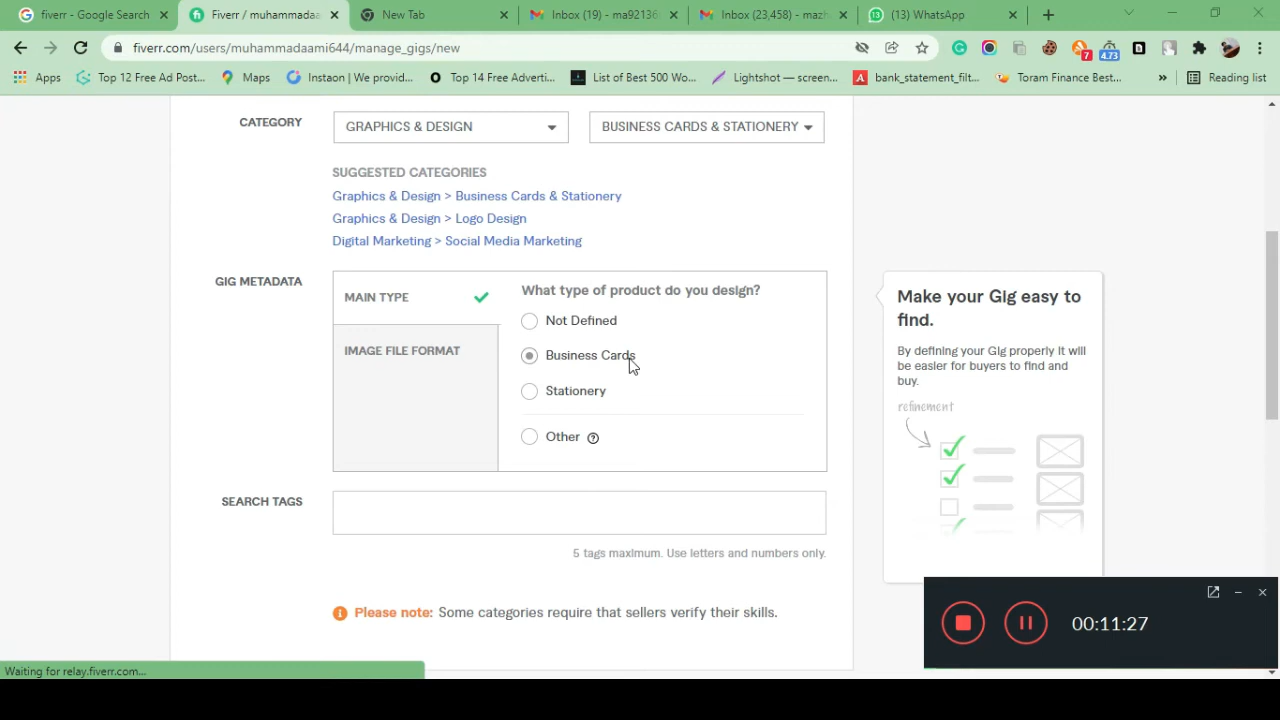 fiverr - Google Search
Fiverr / muhammadaa
New Tab
Inbox (19) - ma92136
Inbox (23,458) - mazh
(13) WhatsApp
fiverr.com/users/muhammadaami644/manage_gigs/new
7
4.73
Apps
Top 12 Free Ad Post...
Maps
Instaon | We provid...
Top 14 Free Adverti...
List of Best 500 Wo...
Lightshot — screen...
bank_statement_filt...
Toram Finance Best...
»
Reading list
CATEGORY
GRAPHICS & DESIGN
BUSINESS CARDS & STATIONERY
SUGGESTED CATEGORIES
Graphics & Design > Business Cards & Stationery
Graphics & Design > Logo Design
Digital Marketing > Social Media Marketing
GIG METADATA
MAIN TYPE
IMAGE FILE FORMAT
What type of product do you design?
Not Defined
Business Cards
Stationery
Other
Make your Gig easy to
find.
By defining your Gig properly it will
be easier for buyers to find and
buy.
refinement
SEARCH TAGS
5 tags maximum. Use letters and numbers only.
Please note: Some categories require that sellers verify their skills.
00:11:27
Waiting for relay.fiverr.com...